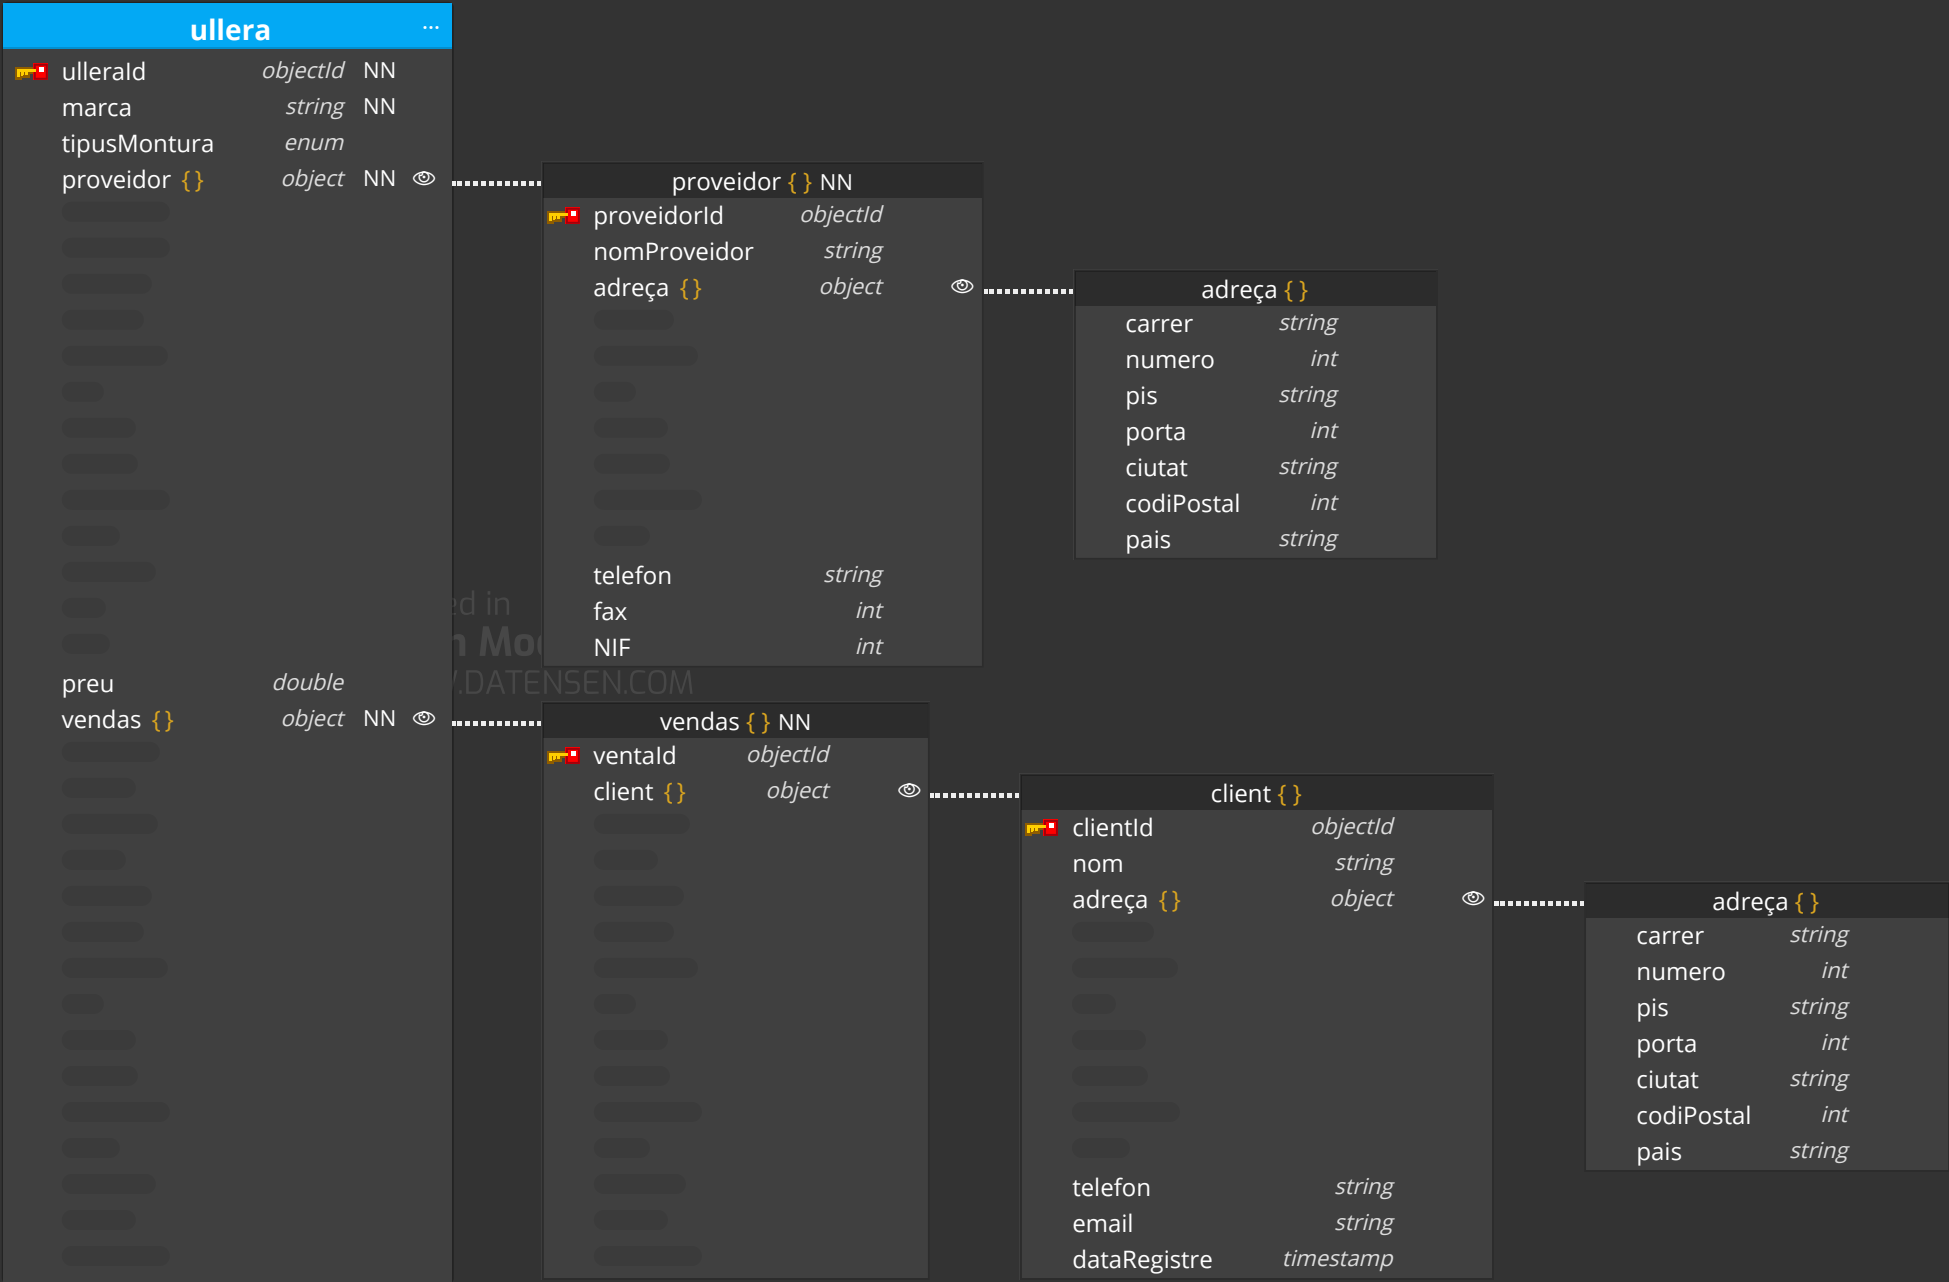 ullera ...
ulleraId objectId NN
marca string NN
tipusMontura enum
proveidor {} object NN
preu double
vendas {} object NN
proveidor {} NN
proveidorId objectId
nomProveidor string
adreça {} object
telefon string
fax int
NIF int
adreça {}
carrer string
numero int
pis string
porta int
ciutat string
codiPostal int
pais string
ed in
n Mo
.DATENSEN.COM
vendas {} NN
ventaId objectId
client {} object
client {}
clientId objectId
nom string
adreça {} object
telefon string
email string
dataRegistre timestamp
adreça {}
carrer string
numero int
pis string
porta int
ciutat string
codiPostal int
pais string